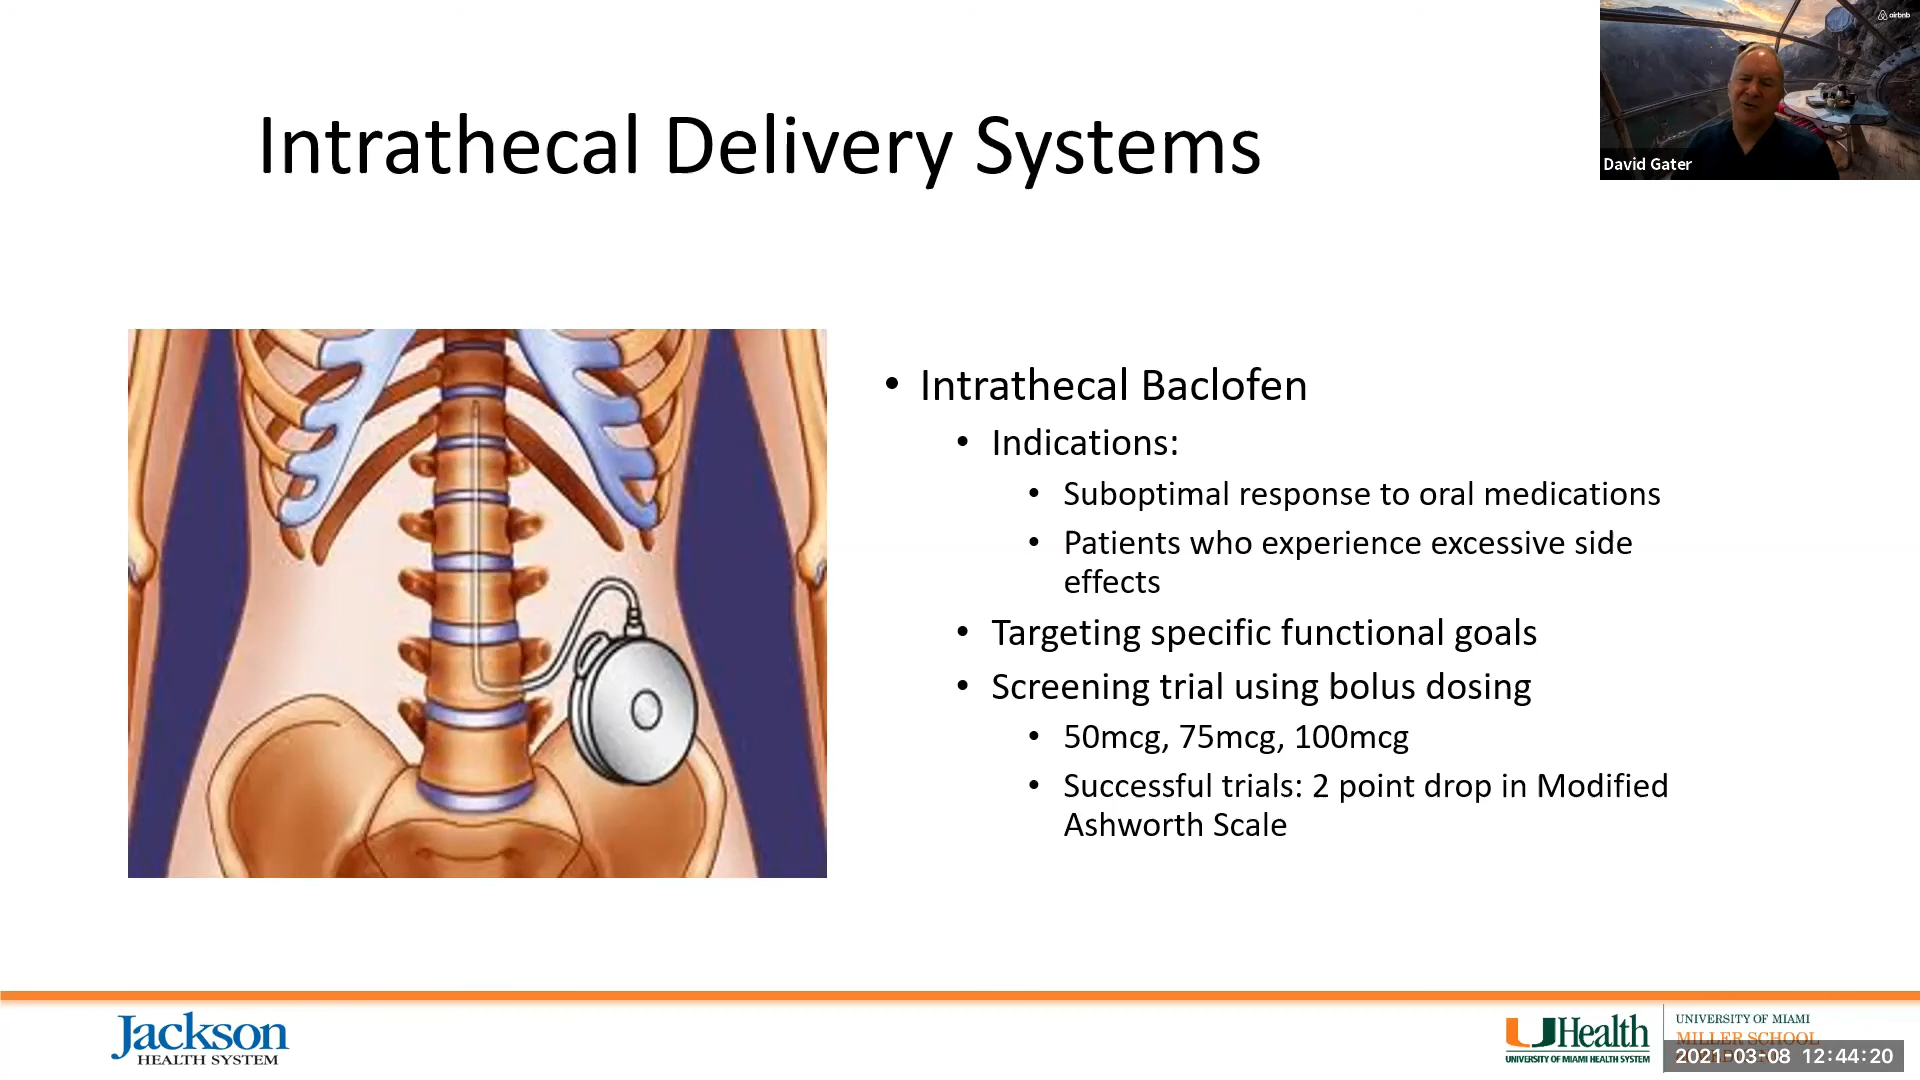 airbnb
David Gater
Intrathecal Delivery Systems
• Intrathecal Baclofen
• Indications:
• Suboptimal response to oral medications
• Patients who experience excessive side
effects
• Targeting specific functional goals
• Screening trial using bolus dosing
• 50mcg, 75mcg, 100mcg
• Successful trials: 2 point drop in Modified
Ashworth Scale
Jackson
HEALTH SYSTEM
UHealth
UNIVERSITY OF MIAMI HEALTH SYSTEM
UNIVERSITY OF MIAMI
MILLER SCHOOL
2021-03-08 12:44:20